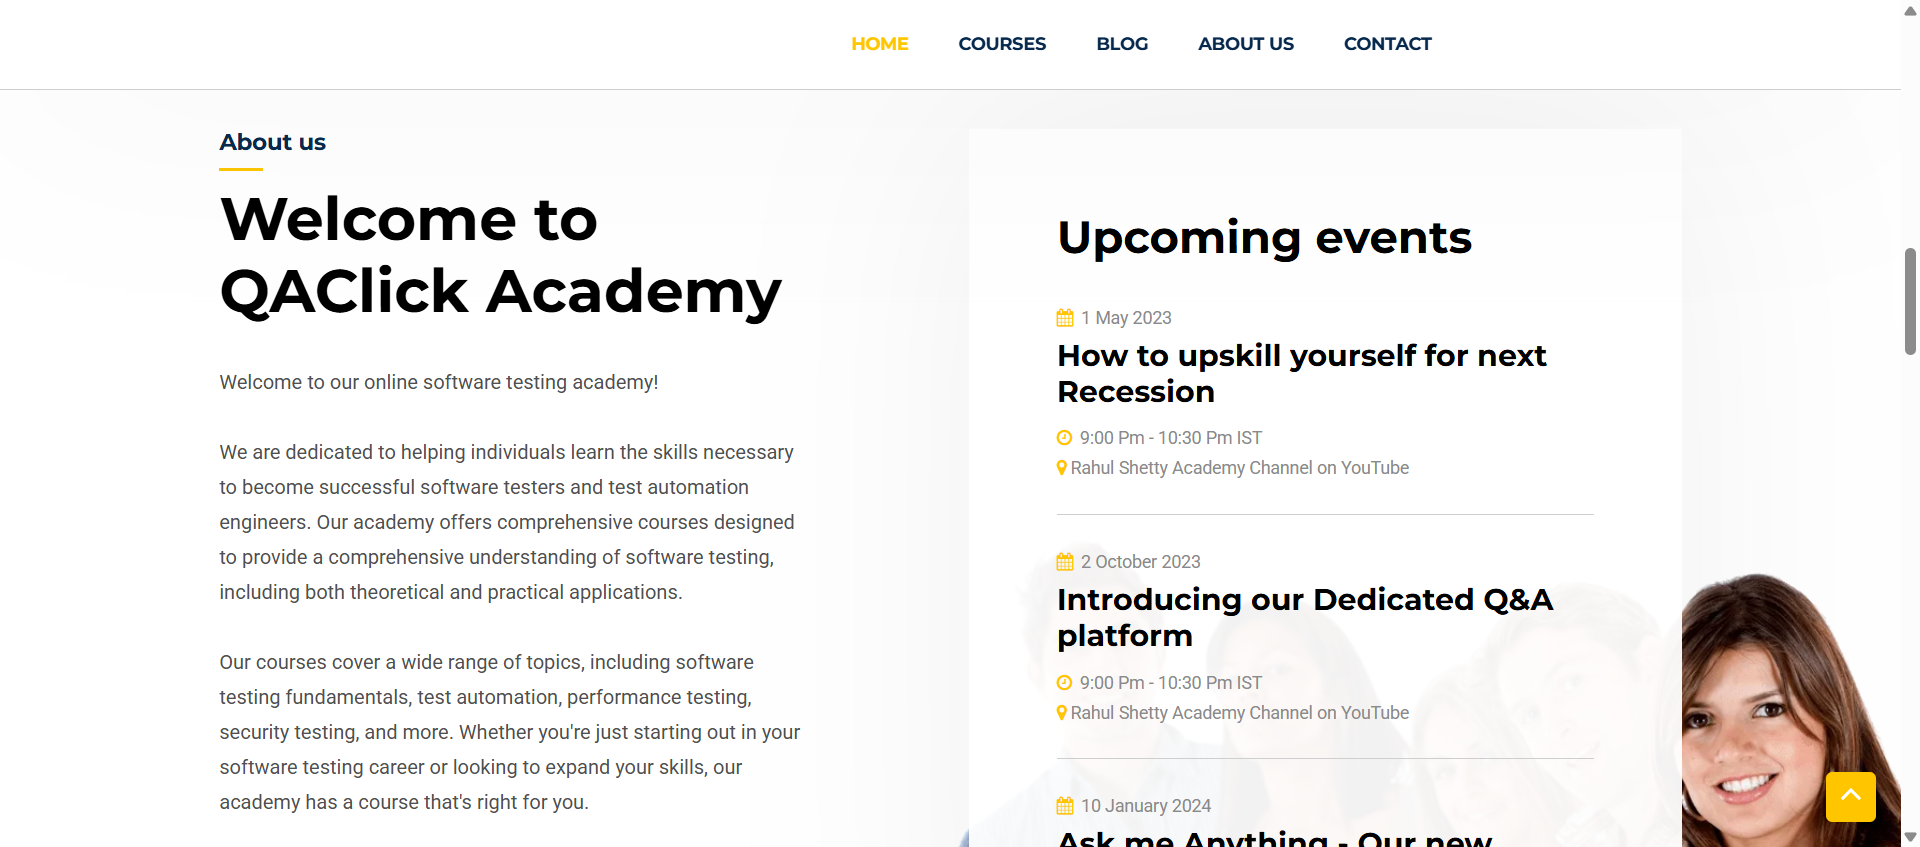 HOME COURSES BLOG ABOUT US CONTACT
About us
Welcome to
QAClick Academy
Welcome to our online software testing academy!
We are dedicated to helping individuals learn the skills necessary
to become successful software testers and test automation
engineers. Our academy offers comprehensive courses designed
to provide a comprehensive understanding of software testing,
including both theoretical and practical applications.
Our courses cover a wide range of topics, including software
testing fundamentals, test automation, performance testing,
security testing, and more. Whether you're just starting out in your
software testing career or looking to expand your skills, our
academy has a course that's right for you.
Upcoming events
1 May 2023
How to upskill yourself for next
Recession
9:00 Pm - 10:30 Pm IST
Rahul Shetty Academy Channel on YouTube
2 October 2023
Introducing our Dedicated Q&A
platform
9:00 Pm - 10:30 Pm IST
Rahul Shetty Academy Channel on YouTube
10 January 2024
Ask me Anything - Our new